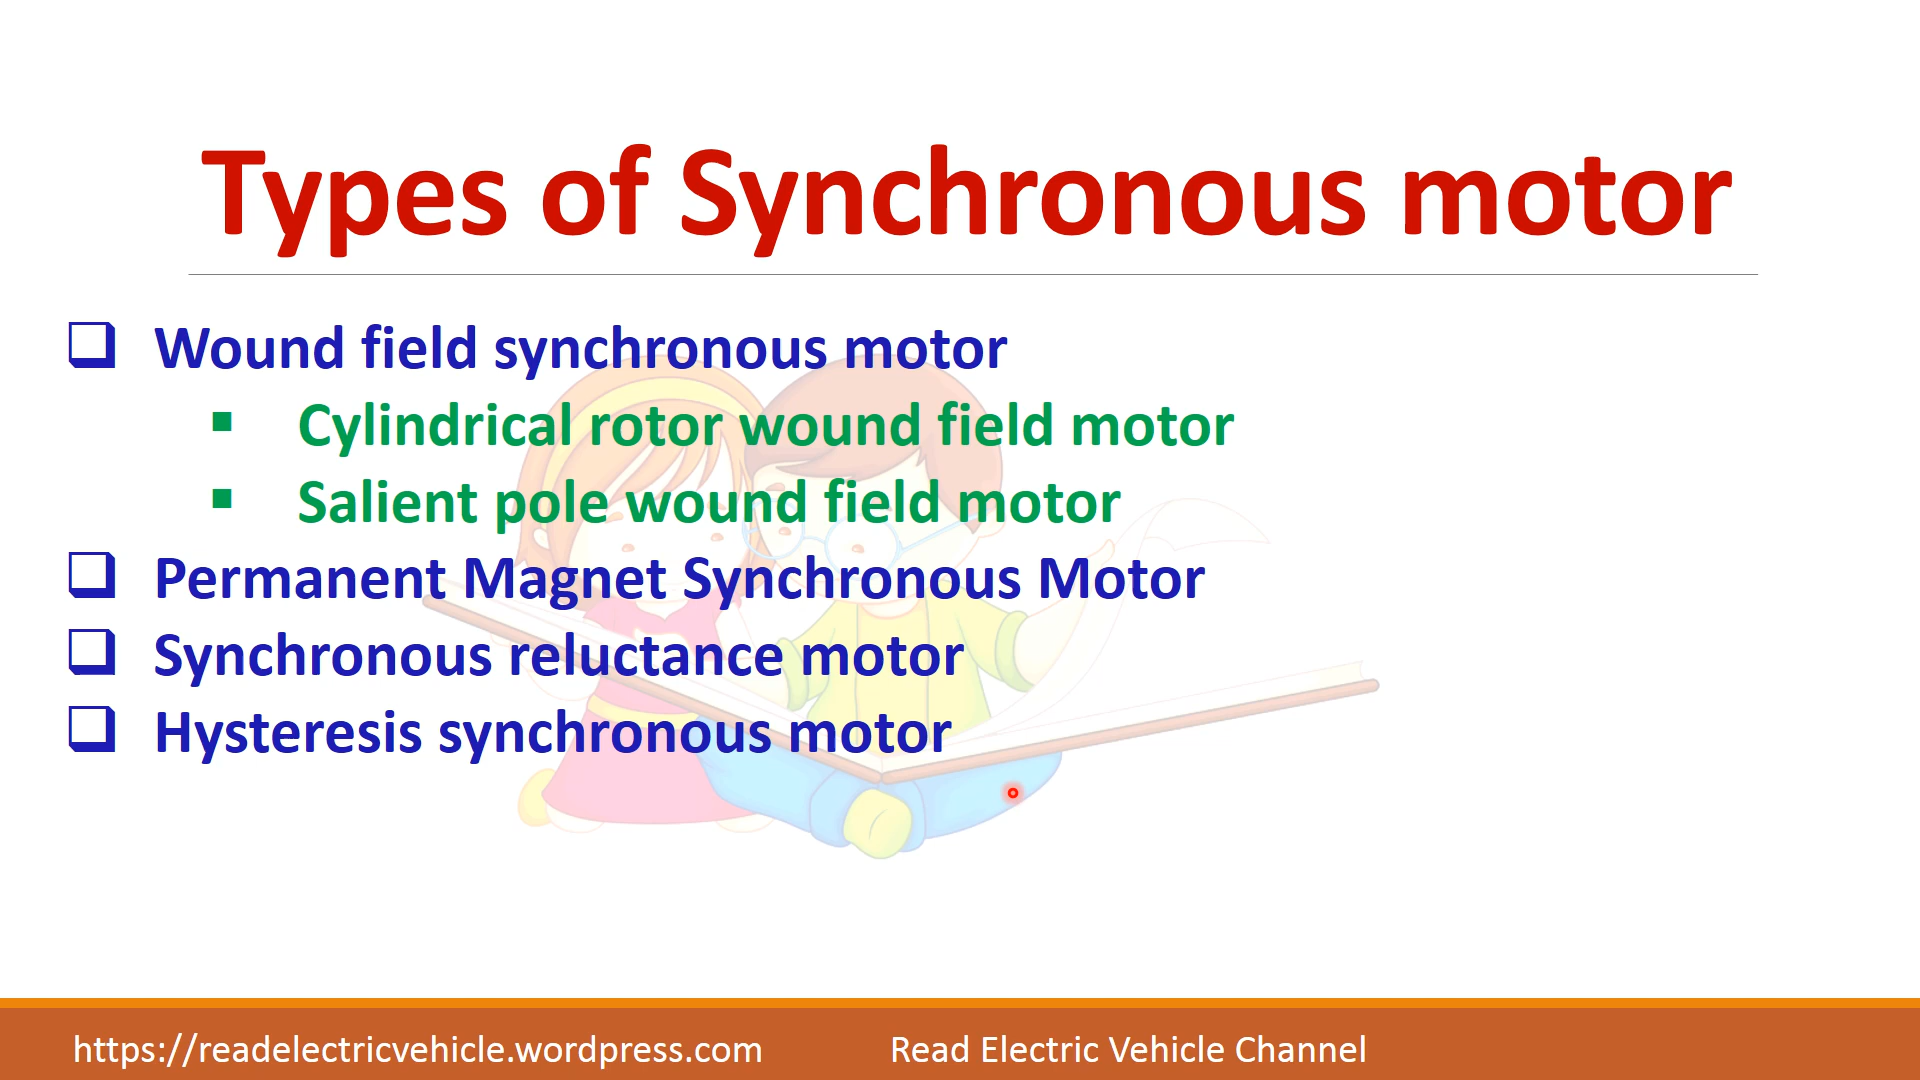 Types of Synchronous motor
Wound field synchronous motor
Cylindrical rotor wound field motor
Salient pole wound field motor
Permanent Magnet Synchronous Motor
Synchronous reluctance motor
Hysteresis synchronous motor
https://readelectricvehicle.wordpress.com
Read Electric Vehicle Channel